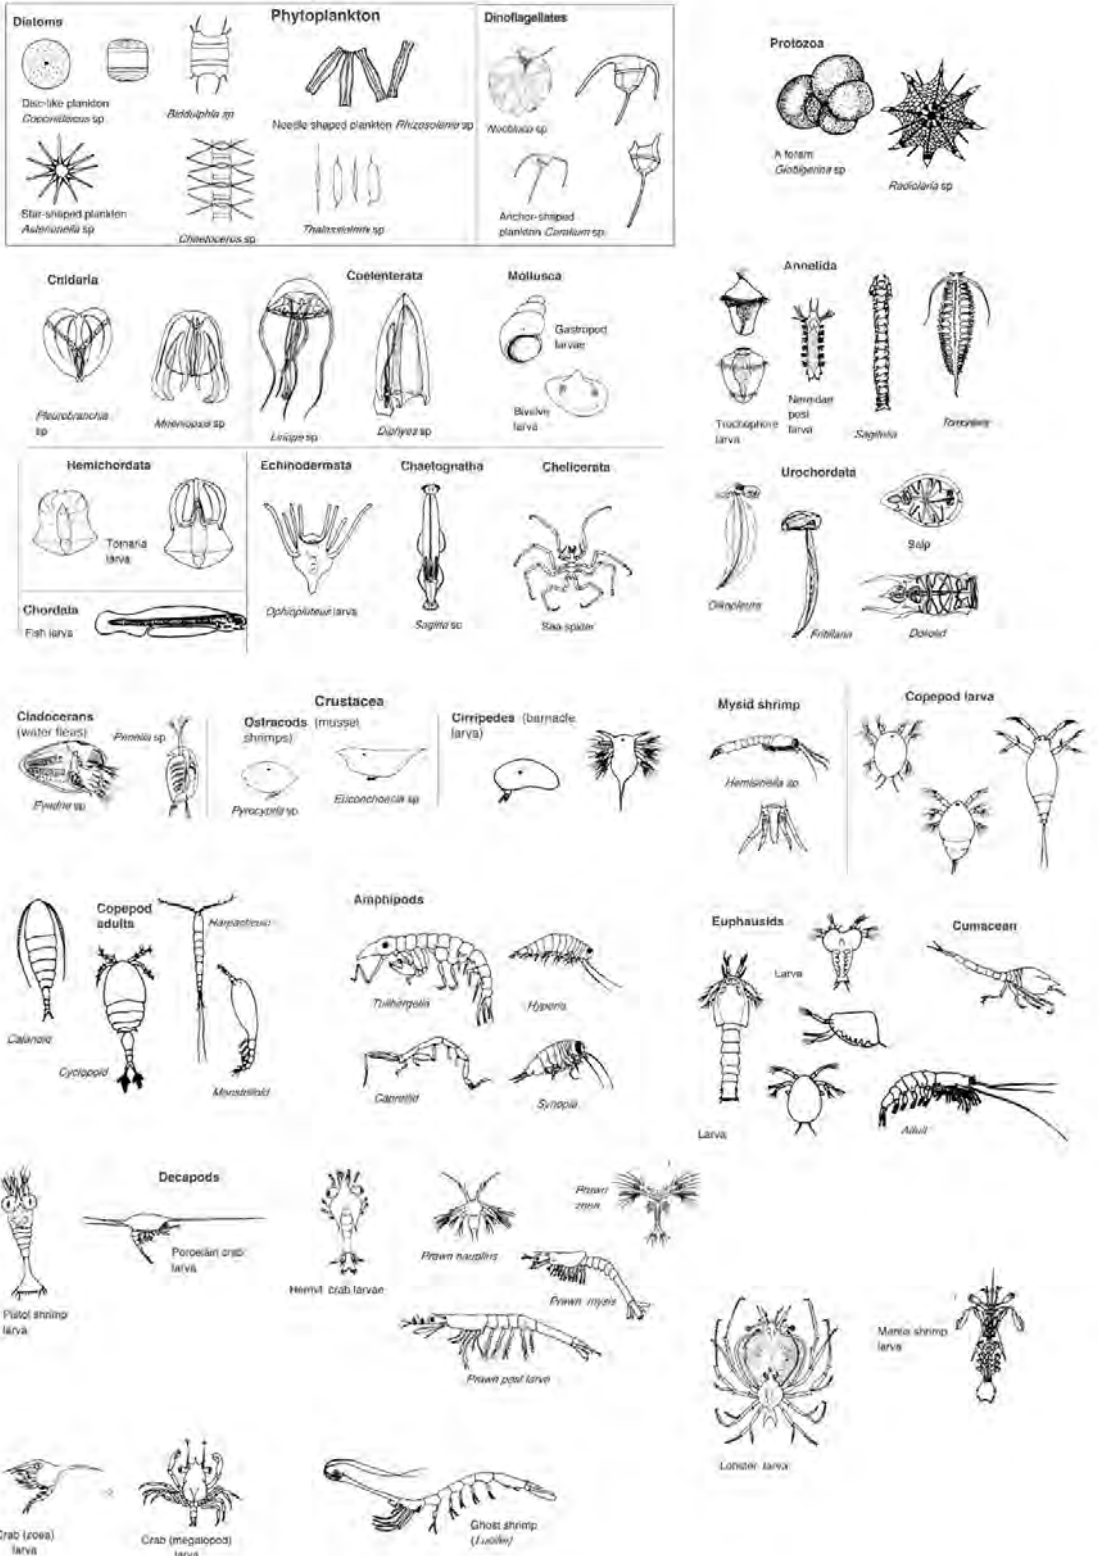 Phytoplankton
Diatoms
Disc-like plankton
Coscinidiscus sp
Biddulphia sp
Needle shaped plankton Rhizosolenia sp
Star-shaped plankton
Asterionella sp
Chaetocerus sp
sp
Dinoflagellates
Noctiluca sp
Anchor-shaped
plankton Ceratium sp.
Protozoa
A foram
Globigerina sp
Radiolaria sp
Cnidaria
Pleurobranchia
sp
Mnemiopsis sp
Coelenterata
Liriope sp
Diphyes sp
Mollusca
Gastropod
larvae
Bivalve
larva
Annelida
Trochophore
larva
Nereidae
post
larva
Sagitella
Tomopteris
Hemichordata
Tornaria
larva
Chordata
Fish larva
Echinodermata
Ophiopluteus larva
Chaetognatha
Sagitta sp
Chelicerata
Sea spider
Urochordata
Oikopleura
Fritillaria
Salp
Doliolid
Crustacea
Cladocerans
(water fleas)
Penilia sp
Evadne sp
Ostracods (mussel
shrimps)
Pyrocypris sp
Euconchoecia sp
Cirripedes (barnacle
larva)
Mysid shrimp
Hemisiriella sp
Copepod larva
Copepod
adults
Calanoid
Cyclopoid
Harpacticoid
Monstrilloid
Amphipods
Tullbergella
Hyperia
Caprellid
Synopia
Euphausids
Larva
Larva
Adult
Cumacean
Decapods
Pistol shrimp
larva
Porcelain crab
larva
Hermit crab larvae
Prawn nauplius
Prawn
zoea
Prawn mysis
Prawn post larva
Lobster larva
Mantis shrimp
larva
Crab (zoea)
larva
Crab (megalopod)
larva
Ghost shrimp
(Lucifer)